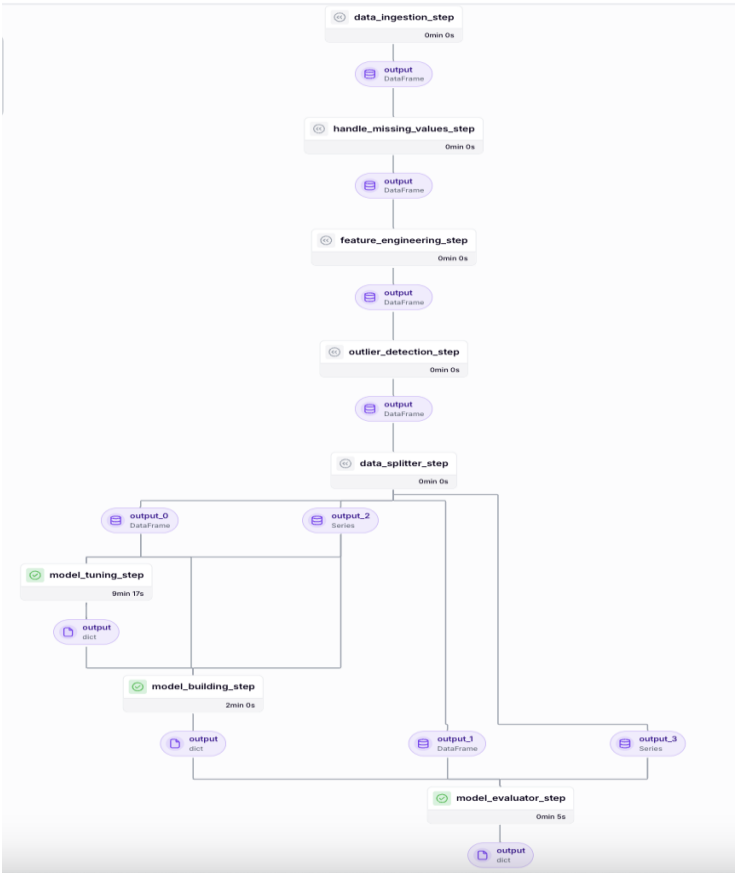 data_ingestion_step
0min 0s
output
DataFrame
handle_missing_values_step
0min 0s
output
DataFrame
feature_engineering_step
0min 0s
output
DataFrame
outlier_detection_step
0min 0s
output
DataFrame
data_splitter_step
0min 0s
output_0
DataFrame
output_2
Series
model_tuning_step
9min 17s
output
dict
model_building_step
2min 0s
output
dict
output_1
DataFrame
output_3
Series
model_evaluator_step
0min 5s
output
dict